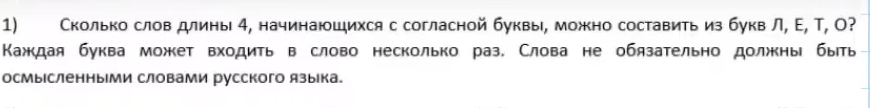 1) Сколько слов длины 4, начинающихся с согласной буквы, можно составить из букв Л, Е, Т, О?
Каждая буква может входить в слово несколько раз. Слова не обязательно должны быть
осмысленными словами русского языка.